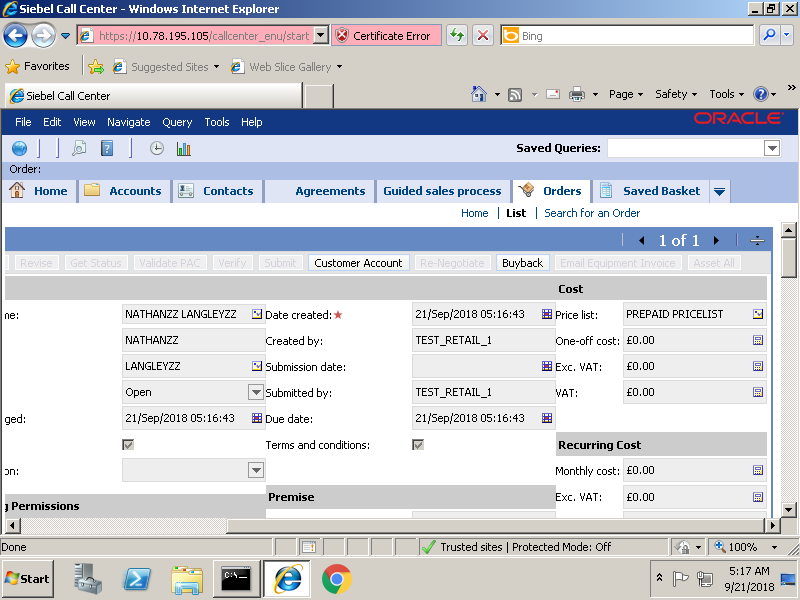 Siebel Call Center - Windows Internet Explorer
https://10.78.195.105/callcenter_enu/start
Certificate Error
Bing
Favorites
Suggested Sites
Web Slice Gallery
Siebel Call Center
Page
Safety
Tools
File Edit View Navigate Query Tools Help
ORACLE
Saved Queries:
Order:
Home
Accounts
Contacts
Agreements
Guided sales process
Orders
Saved Basket
Home | List | Search for an Order
1 of 1
Revise
Get Status
Validate PAC
Verify
Submit
Customer Account
Re-Negotiate
Buyback
Email Equipment Invoice
Asset All
Cost
me: NATHANZZ LANGLEYZZ Date created:★ 21/Sep/2018 05:16:43 Price list: PREPAID PRICELIST
NATHANZZ Created by: TEST_RETAIL_1 One-off cost: £0.00
LANGLEYZZ Submission date: Exc. VAT: £0.00
Open Submitted by: TEST_RETAIL_1 VAT: £0.00
ged: 21/Sep/2018 05:16:43 Due date: 21/Sep/2018 05:16:43
Terms and conditions: Recurring Cost
on: Monthly cost: £0.00
Premise Exc. VAT: £0.00
g Permissions
Done
Trusted sites | Protected Mode: Off
100%
Start
C:\_
5:17 AM
9/21/2018